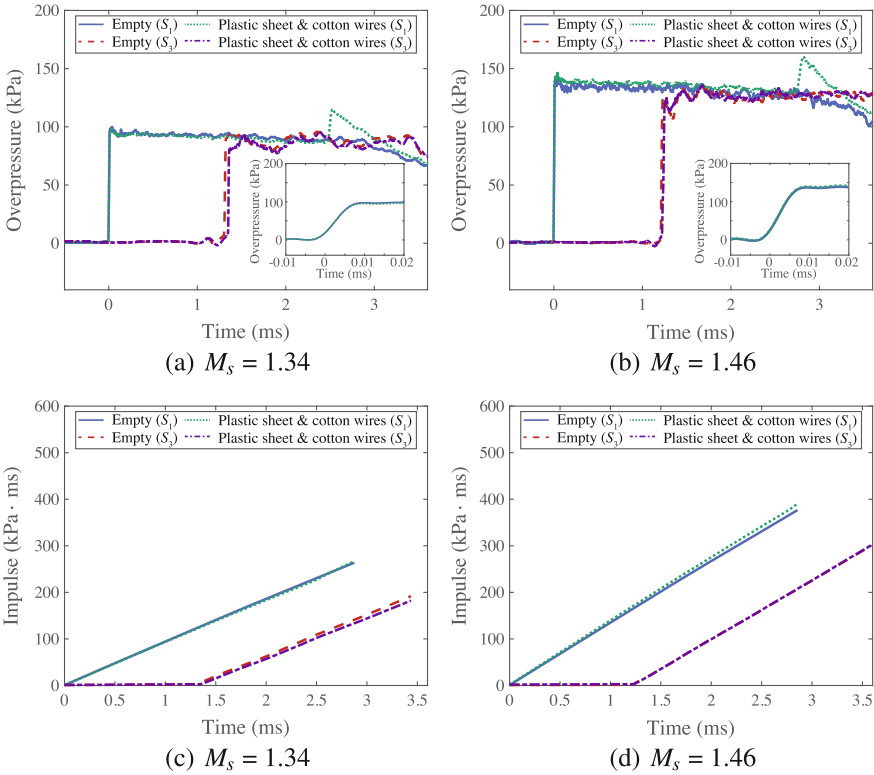 200
150
100
50
0
Overpressure (kPa)
Empty (S1) Plastic sheet & cotton wires (S1)
Empty (S3) Plastic sheet & cotton wires (S3)
200
100
0
Overpressure (kPa)
-0.01 0 0.01 0.02
Time (ms)
0 1 2 3
Time (ms)
(a) Ms = 1.34
200
150
100
50
0
Overpressure (kPa)
Empty (S1) Plastic sheet & cotton wires (S1)
Empty (S3) Plastic sheet & cotton wires (S3)
200
100
0
Overpressure (kPa)
-0.01 0 0.01 0.02
Time (ms)
0 1 2 3
Time (ms)
(b) Ms = 1.46
600
500
400
300
200
100
0
Impulse (kPa· ms)
Empty (S1) Plastic sheet & cotton wires (S1)
Empty (S3) Plastic sheet & cotton wires (S3)
0 0.5 1 1.5 2 2.5 3 3.5
Time (ms)
(c) Ms = 1.34
600
500
400
300
200
100
0
Impulse (kPa· ms)
Empty (S1) Plastic sheet & cotton wires (S1)
Empty (S3) Plastic sheet & cotton wires (S3)
0 0.5 1 1.5 2 2.5 3 3.5
Time (ms)
(d) Ms = 1.46